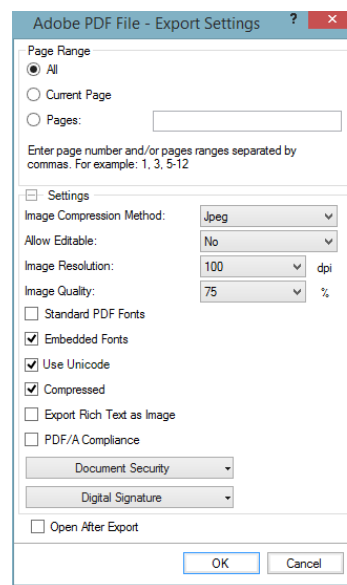 Adobe PDF File - Export Settings ? ×
Page Range
All
Current Page
Pages:
Enter page number and/or pages ranges separated by
commas. For example: 1, 3, 5-12
Settings
Image Compression Method: Jpeg
Allow Editable: No
Image Resolution: 100 dpi
Image Quality: 75 %
Standard PDF Fonts
Embedded Fonts
Use Unicode
Compressed
Export Rich Text as Image
PDF/A Compliance
Document Security
Digital Signature
Open After Export
OK Cancel